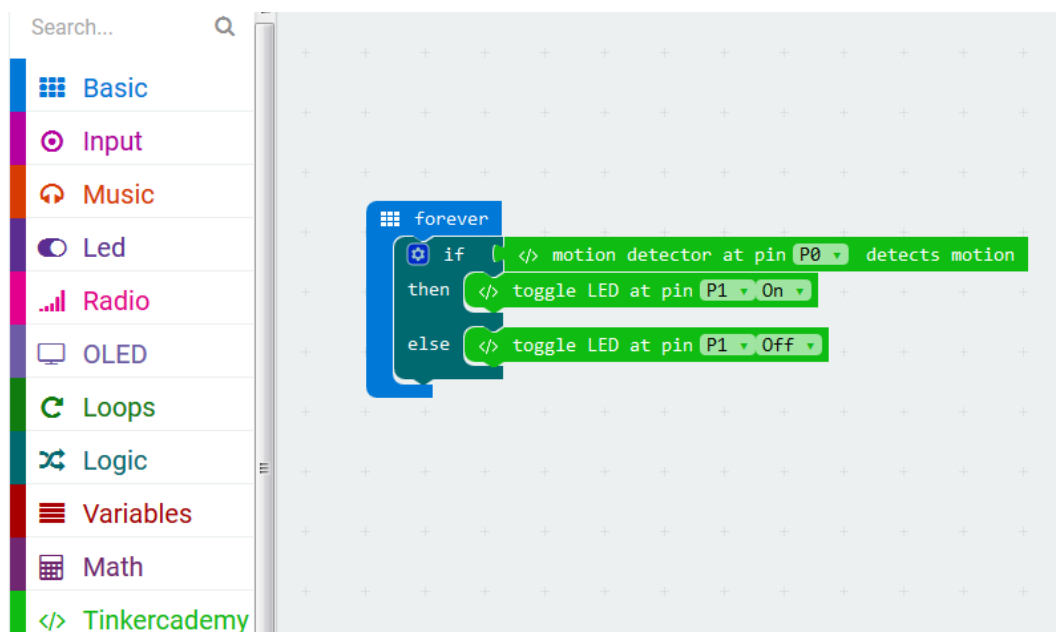 Search...
Basic
Input
Music
Led
Radio
OLED
Loops
Logic
Variables
Math
</> Tinkercademy
forever
if </> motion detector at pin P0 detects motion
then </> toggle LED at pin P1 On
else </> toggle LED at pin P1 Off